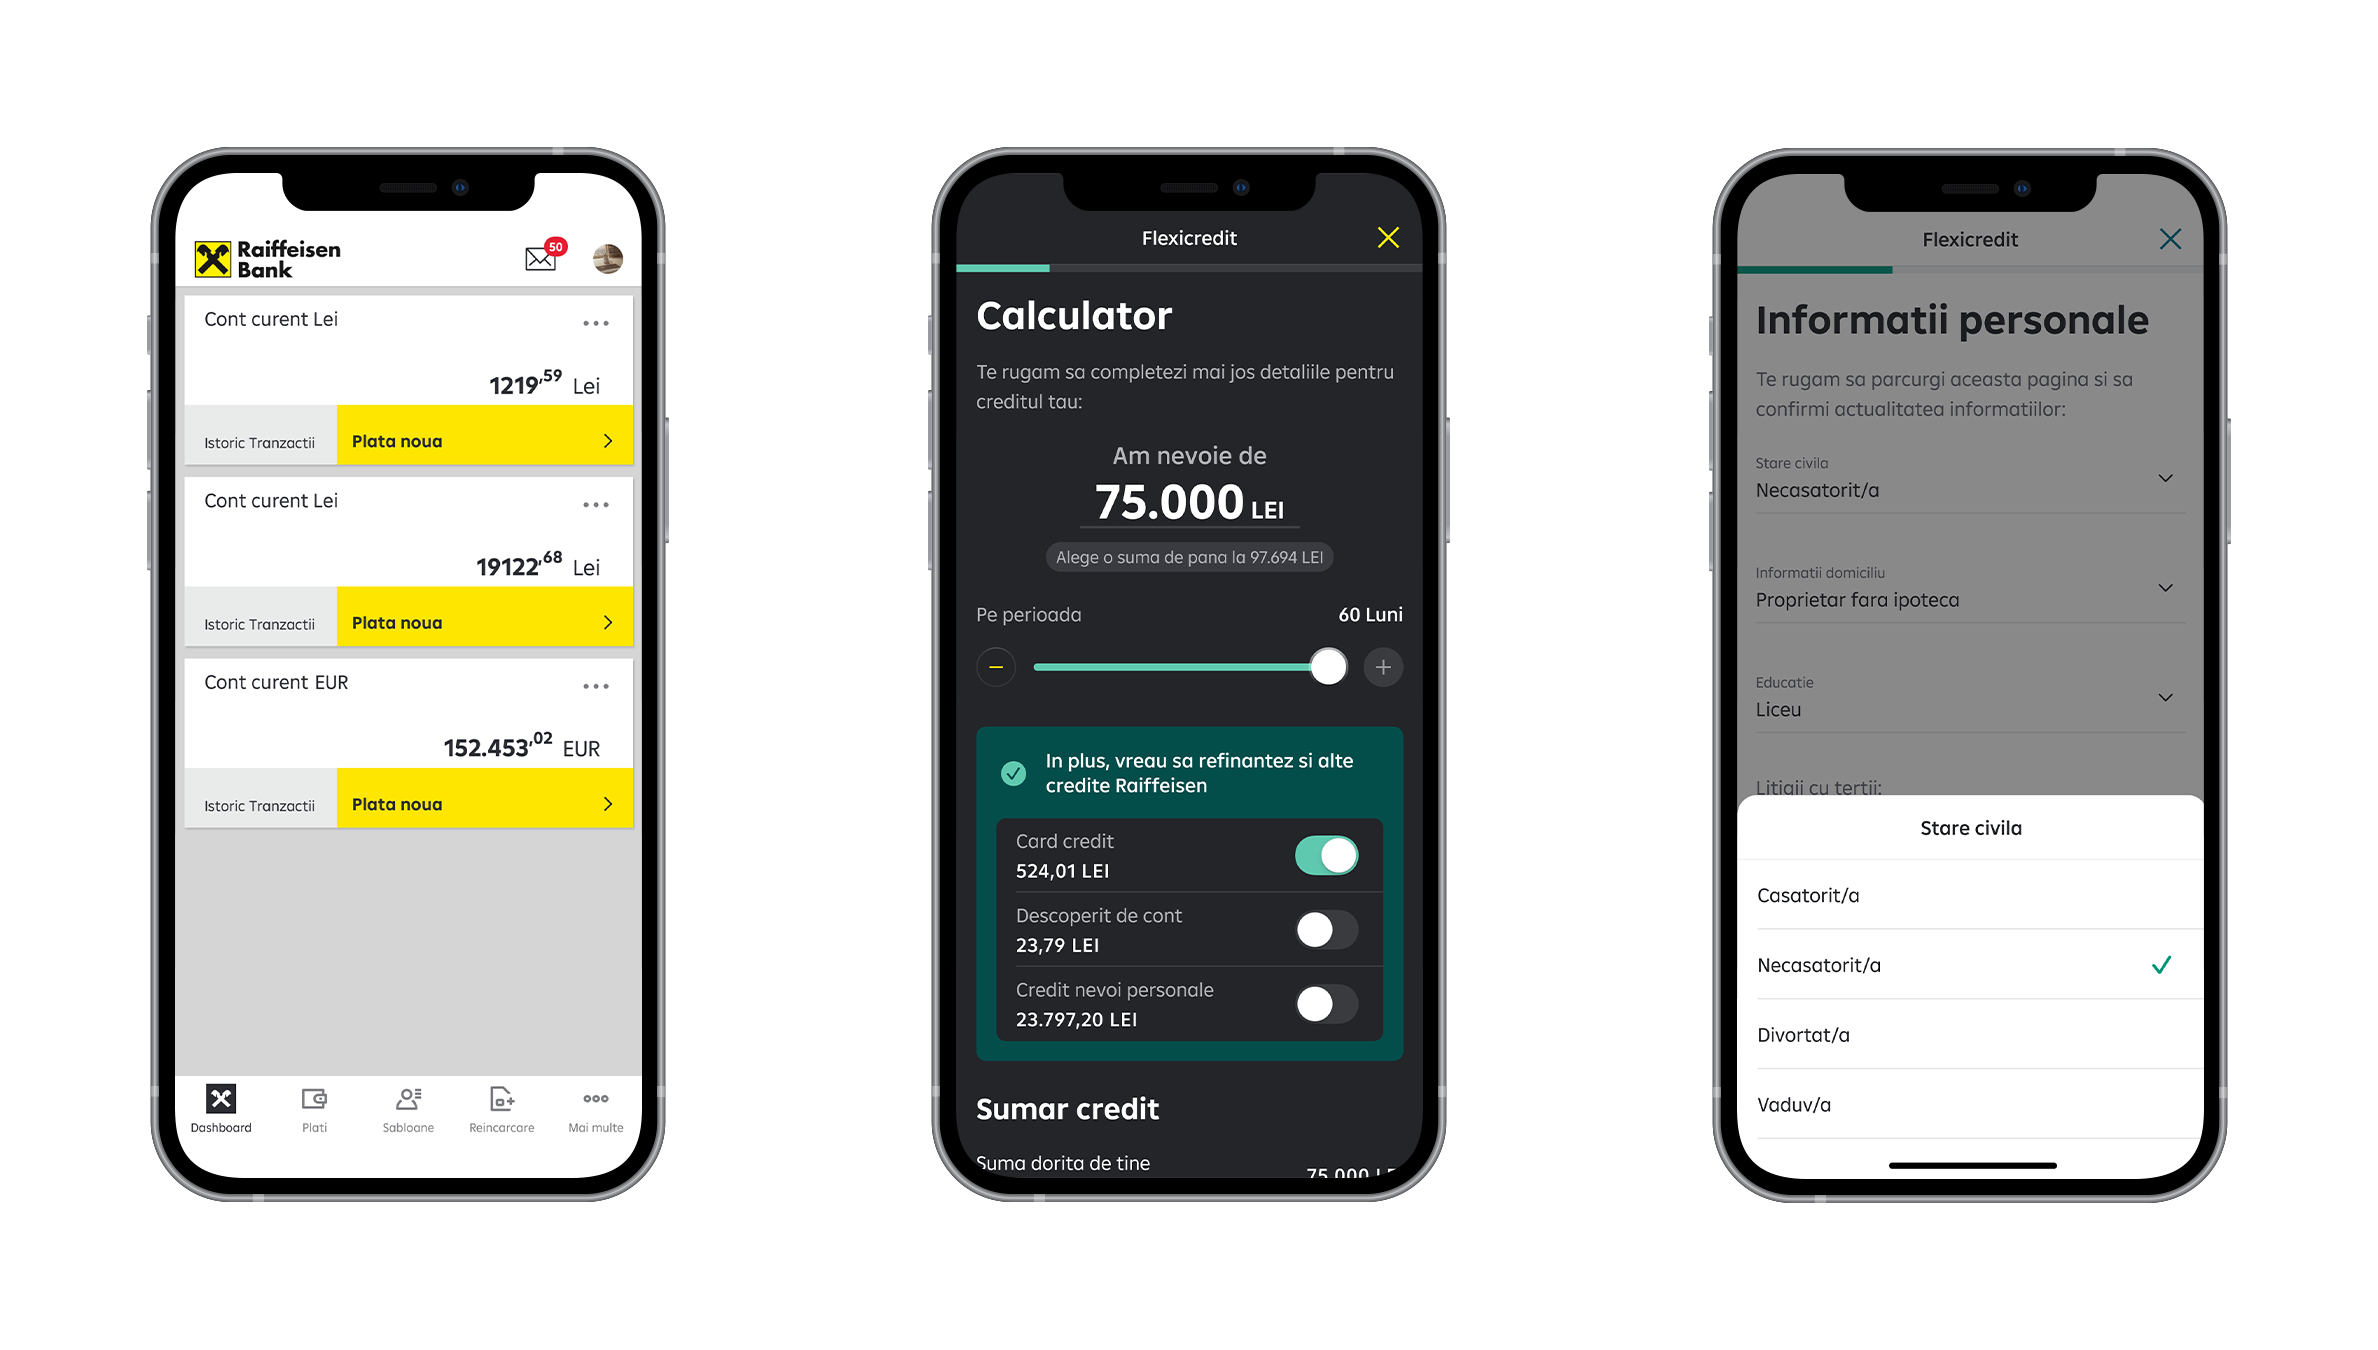 Raiffeisen
Bank
50
Cont curent Lei
1219,59 Lei
Istoric Tranzactii
Plata noua
Cont curent Lei
19122,68 Lei
Istoric Tranzactii
Plata noua
Cont curent EUR
152.453,02 EUR
Istoric Tranzactii
Plata noua
Dashboard
Plati
Sabloane
Reincarcare
Mai multe
Flexicredit
Calculator
Te rugam sa completezi mai jos detaliile pentru
creditul tau:
Am nevoie de
75.000 LEI
Alege o suma de pana la 97.694 LEI
Pe perioada
60 Luni
In plus, vreau sa refinantez si alte
credite Raiffeisen
Card credit
524,01 LEI
Descoperit de cont
23,79 LEI
Credit nevoi personale
23.797,20 LEI
Sumar credit
Suma dorita de tine
75.000 LE
Flexicredit
Informatii personale
Te rugam sa parcurgi aceasta pagina si sa
confirmi actualitatea informatiilor:
Stare civila
Necasatorit/a
Informatii domiciliu
Proprietar fara ipoteca
Educatie
Liceu
Litigii cu tertii:
Stare civila
Casatorit/a
Necasatorit/a
Divortat/a
Vaduv/a